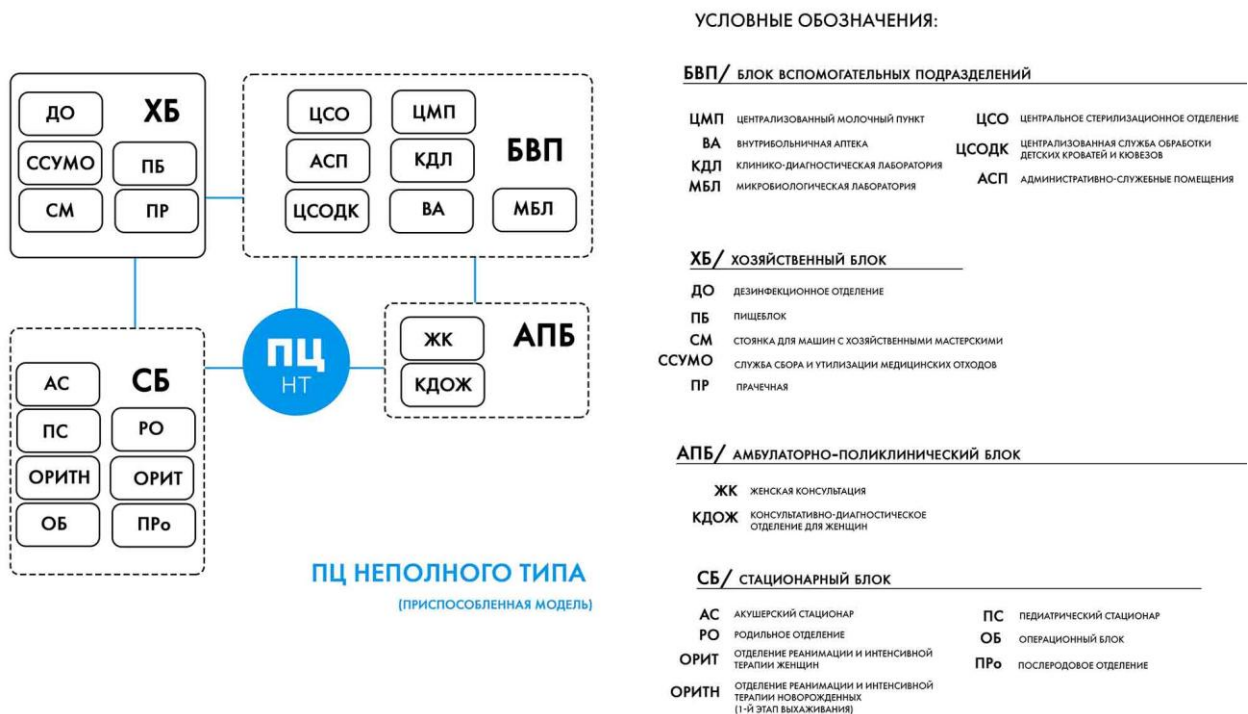 УСЛОВНЫЕ ОБОЗНАЧЕНИЯ:
ДО
ХБ
ССУМО
ПБ
СМ
ПР
ЦСО
ЦМП
АСП
КДЛ
БВП
ЦСОДК
ВА
МБЛ
ПЦ
НТ
ЖК
АПБ
КДОЖ
АС
СБ
ПС
РО
ОРИТН
ОРИТ
ОБ
ПРо
ПЦ НЕПОЛНОГО ТИПА
(ПРИСПОСОБЛЕННАЯ МОДЕЛЬ)
БВП/ БЛОК ВСПОМОГАТЕЛЬНЫХ ПОДРАЗДЕЛЕНИЙ
ЦМП ЦЕНТРАЛИЗОВАННЫЙ МОЛОЧНЫЙ ПУНКТ
ВА ВНУТРИБОЛЬНИЧНАЯ АПТЕКА
КДЛ КЛИНИКО-ДИАГНОСТИЧЕСКАЯ ЛАБОРАТОРИЯ
МБЛ МИКРОБИОЛОГИЧЕСКАЯ ЛАБОРАТОРИЯ
ЦСО ЦЕНТРАЛЬНОЕ СТЕРИЛИЗАЦИОННОЕ ОТДЕЛЕНИЕ
ЦСОДК ЦЕНТРАЛИЗОВАННАЯ СЛУЖБА ОБРАБОТКИ
ДЕТСКИХ КРОВАТЕЙ И КЮВЕЗОВ
АСП АДМИНИСТРАТИВНО-СЛУЖЕБНЫЕ ПОМЕЩЕНИЯ
ХБ/ ХОЗЯЙСТВЕННЫЙ БЛОК
ДО ДЕЗИНФЕКЦИОННОЕ ОТДЕЛЕНИЕ
ПБ ПИЩЕБЛОК
СМ СТОЯНКА ДЛЯ МАШИН С ХОЗЯЙСТВЕННЫМИ МАСТЕРСКИМИ
ССУМО СЛУЖБА СБОРА И УТИЛИЗАЦИИ МЕДИЦИНСКИХ ОТХОДОВ
ПР ПРАЧЕЧНАЯ
АПБ/ АМБУЛАТОРНО-ПОЛИКЛИНИЧЕСКИЙ БЛОК
ЖК ЖЕНСКАЯ КОНСУЛЬТАЦИЯ
КДОЖ КОНСУЛЬТАТИВНО-ДИАГНОСТИЧЕСКОЕ
ОТДЕЛЕНИЕ ДЛЯ ЖЕНЩИН
СБ/ СТАЦИОНАРНЫЙ БЛОК
АС АКУШЕРСКИЙ СТАЦИОНАР
РО РОДИЛЬНОЕ ОТДЕЛЕНИЕ
ОРИТ ОТДЕЛЕНИЕ РЕАНИМАЦИИ И ИНТЕНСИВНОЙ
ТЕРАПИИ ЖЕНЩИН
ОРИТН ОТДЕЛЕНИЕ РЕАНИМАЦИИ И ИНТЕНСИВНОЙ
ТЕРАПИИ НОВОРОЖДЕННЫХ
(1-Й ЭТАП ВЫХАЖИВАНИЯ)
ПС ПЕДИАТРИЧЕСКИЙ СТАЦИОНАР
ОБ ОПЕРАЦИОННЫЙ БЛОК
ПРо ПОСЛЕРОДОВОЕ ОТДЕЛЕНИЕ